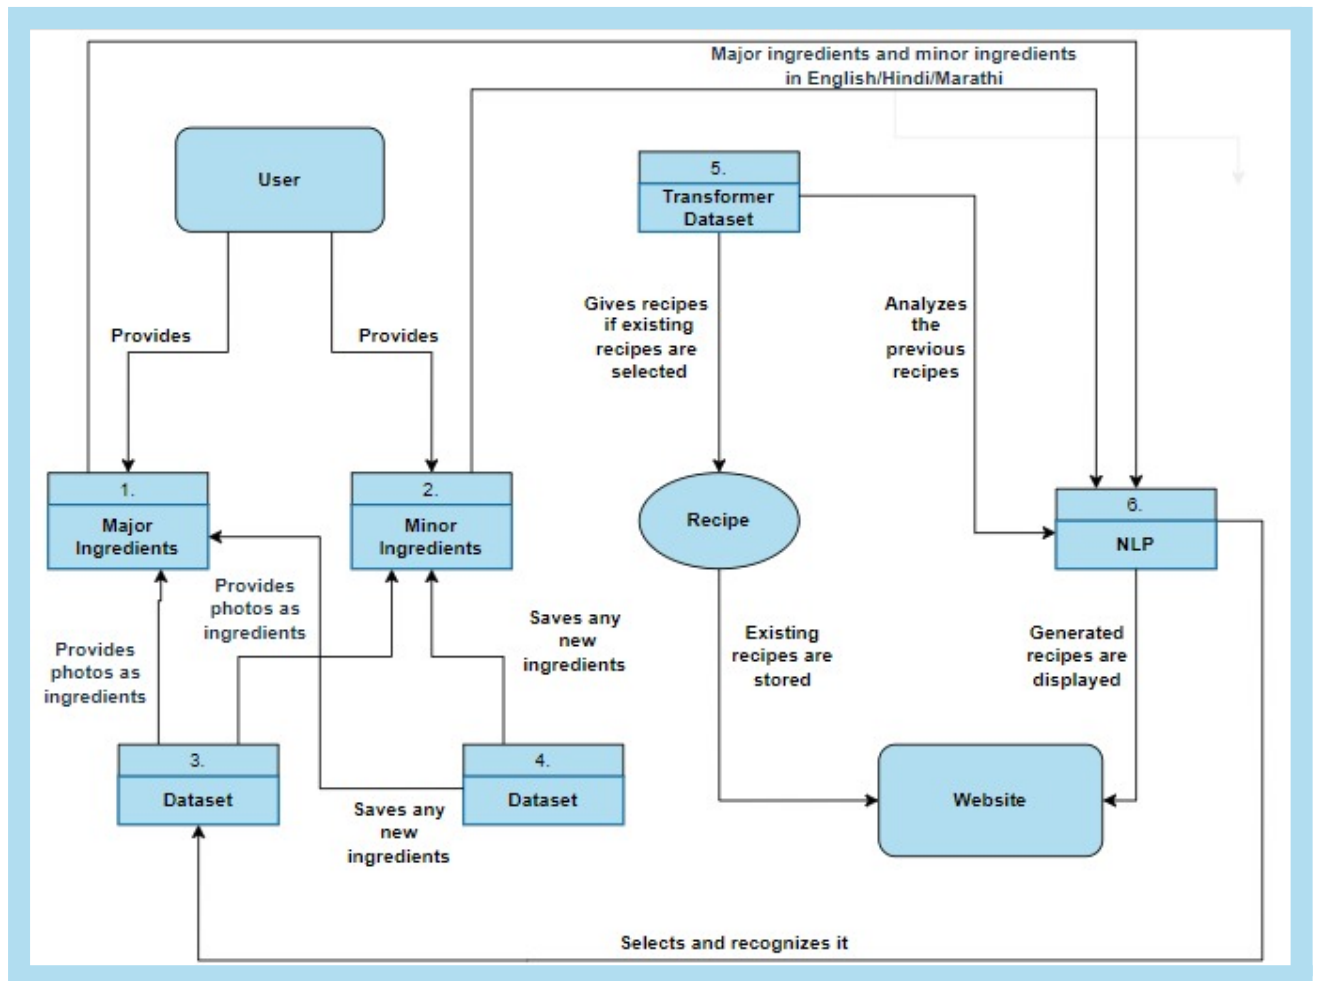 Major ingredients and minor ingredients
in English/Hindi/Marathi
User
5.
Transformer
Dataset
Provides
Provides
Gives recipes
if existing
recipes are
selected
Analyzes
the
previous
recipes
1.
Major
Ingredients
2.
Minor
Ingredients
Recipe
6.
NLP
Provides
photos as
ingredients
Provides
photos as
ingredients
Saves any
new
ingredients
Existing
recipes are
stored
Generated
recipes are
displayed
3.
Dataset
4.
Dataset
Website
Saves any
new
ingredients
Selects and recognizes it